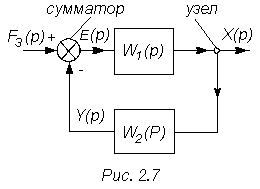 сумматор узел
F₃(p) + E(p) W₁(p) X(p)
-
Y(p) W₂(P)
Рис. 2.7